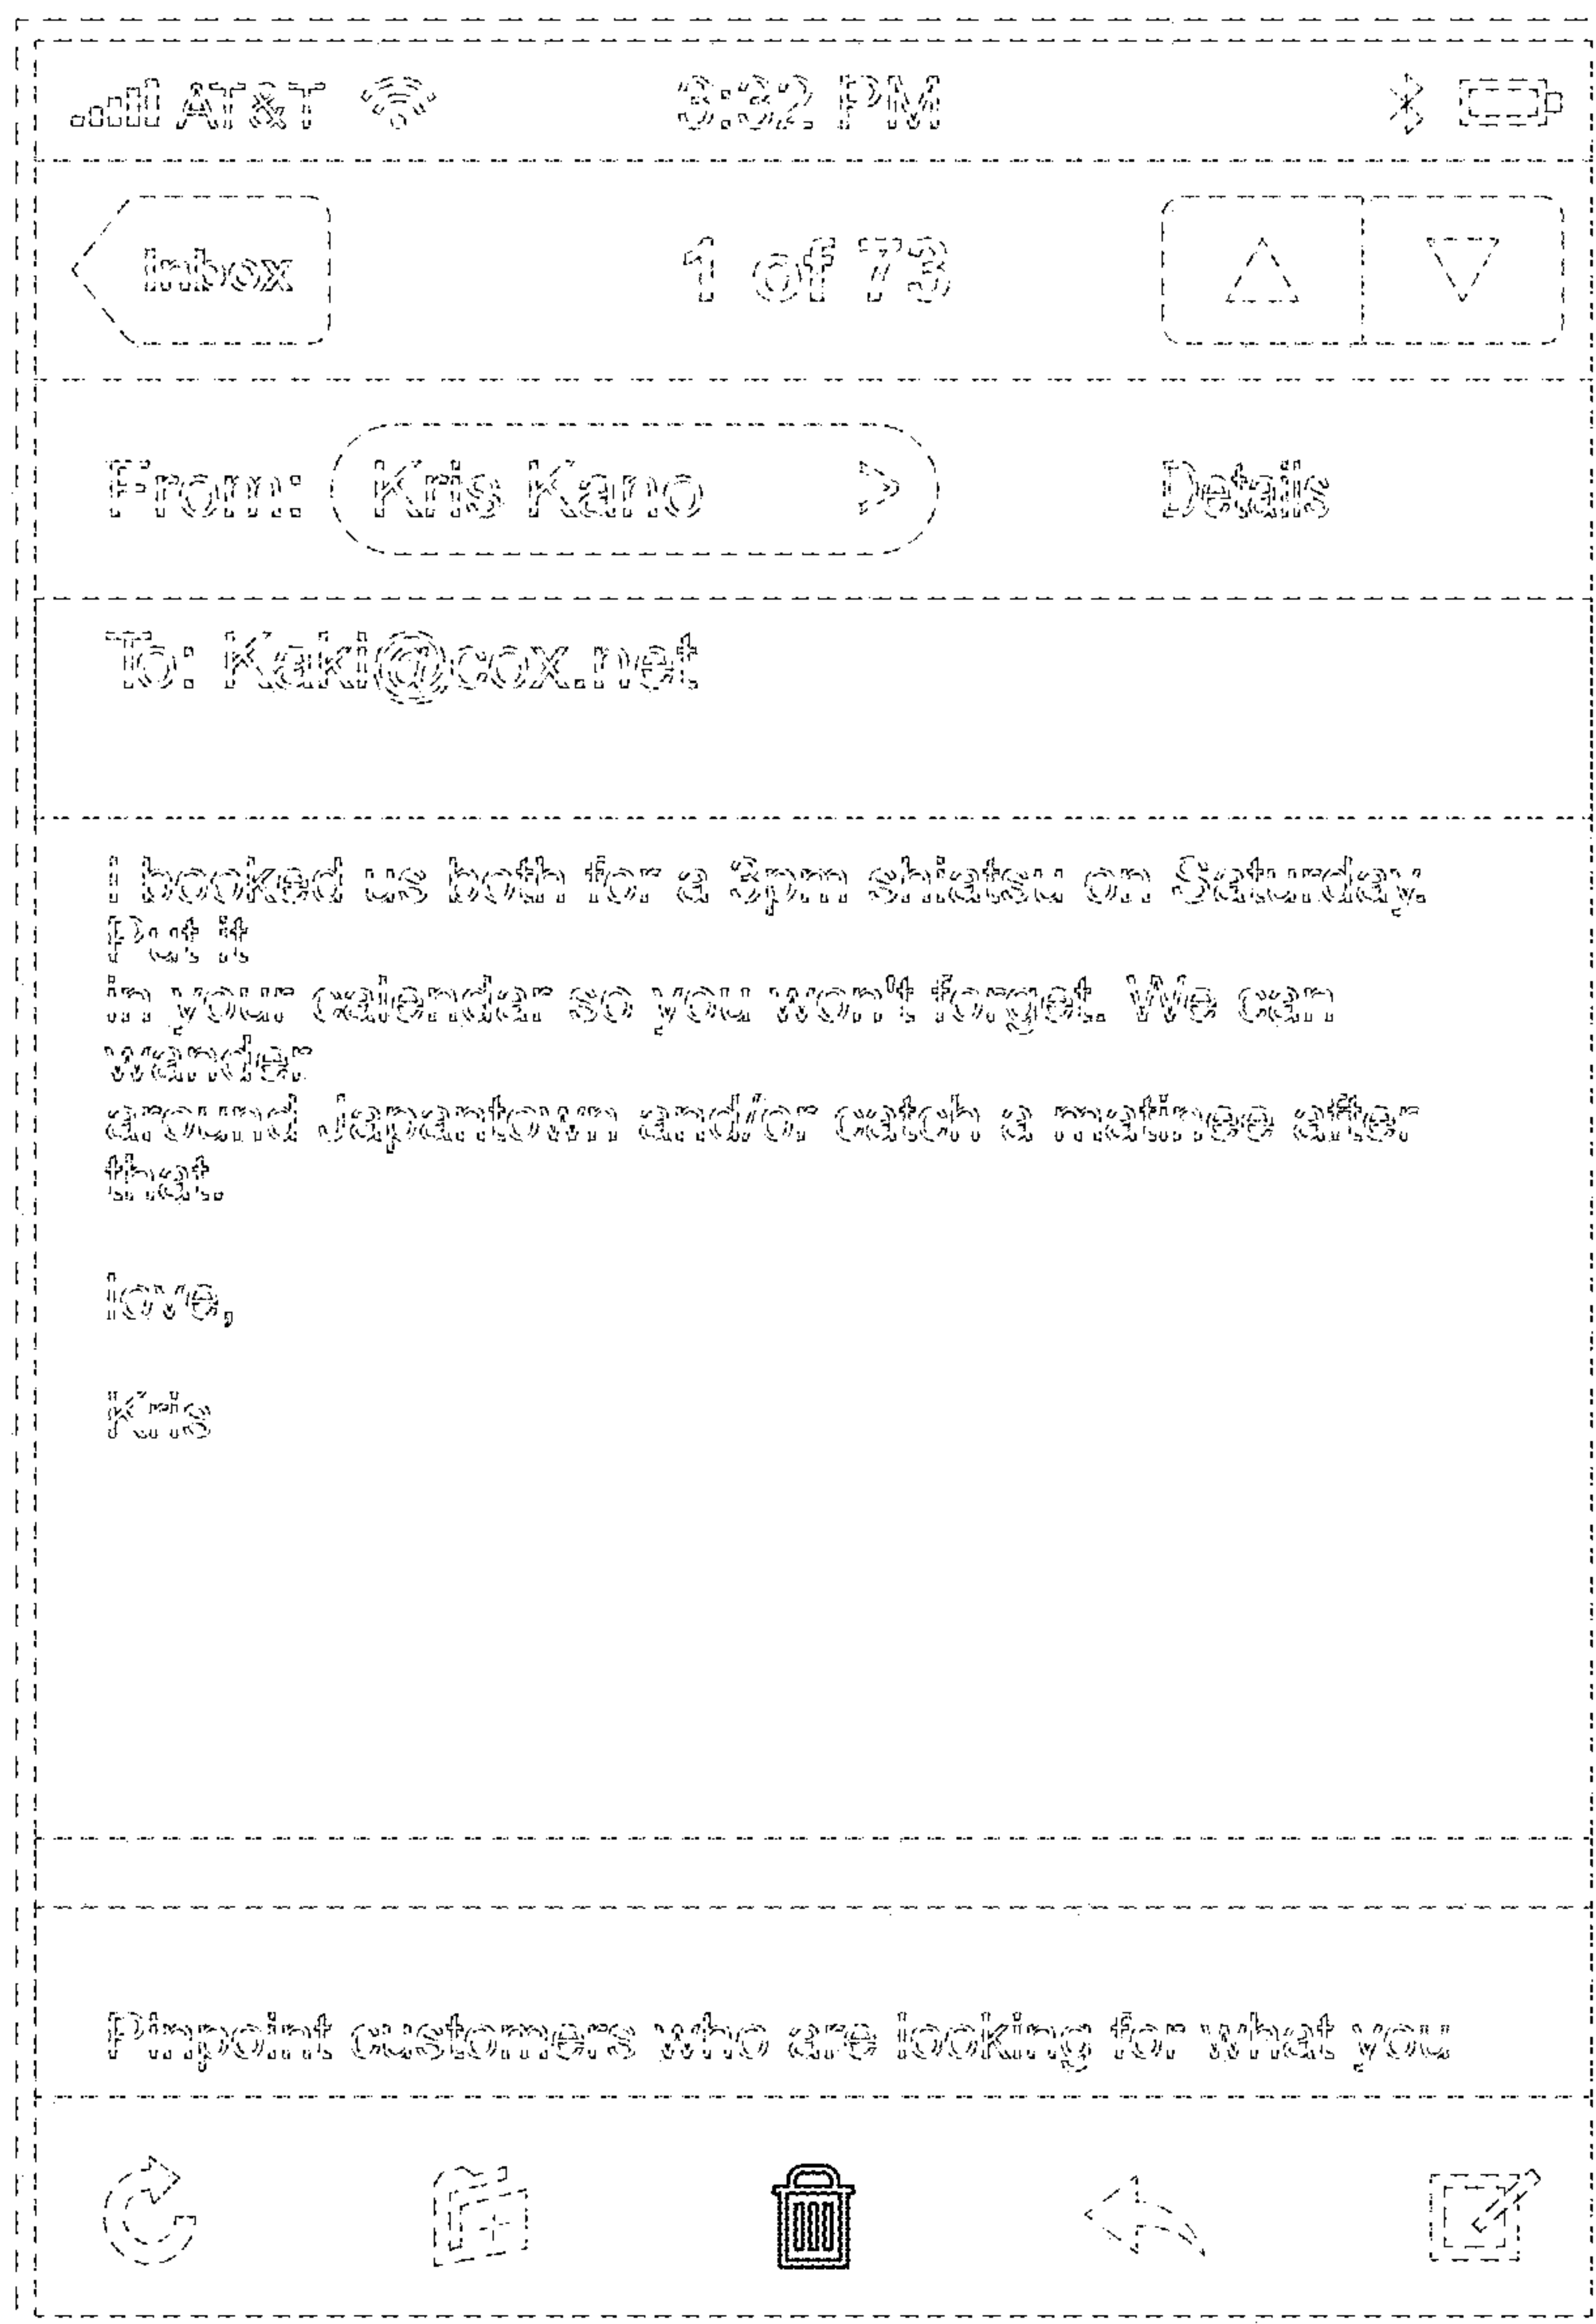 AT&T 3:32 PM
Inbox 1 of 73
From: Kris Kano > Details
To: Kaki@cox.net
I booked us both for a 3pm shiatsu on Saturday.
Put it
in your calendar so you won't forget. We can
wander
around Japantown and/or catch a matinee after
that.
love,
Kris
Pinpoint customers who are looking for what you